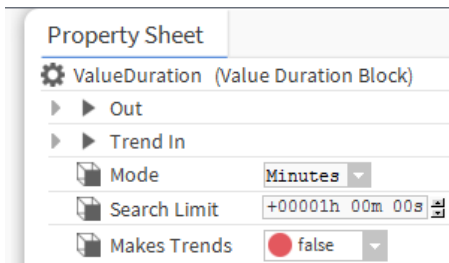 Property Sheet
ValueDuration (Value Duration Block)
Out
Trend In
Mode Minutes
Search Limit +00001h 00m 00s
Makes Trends false